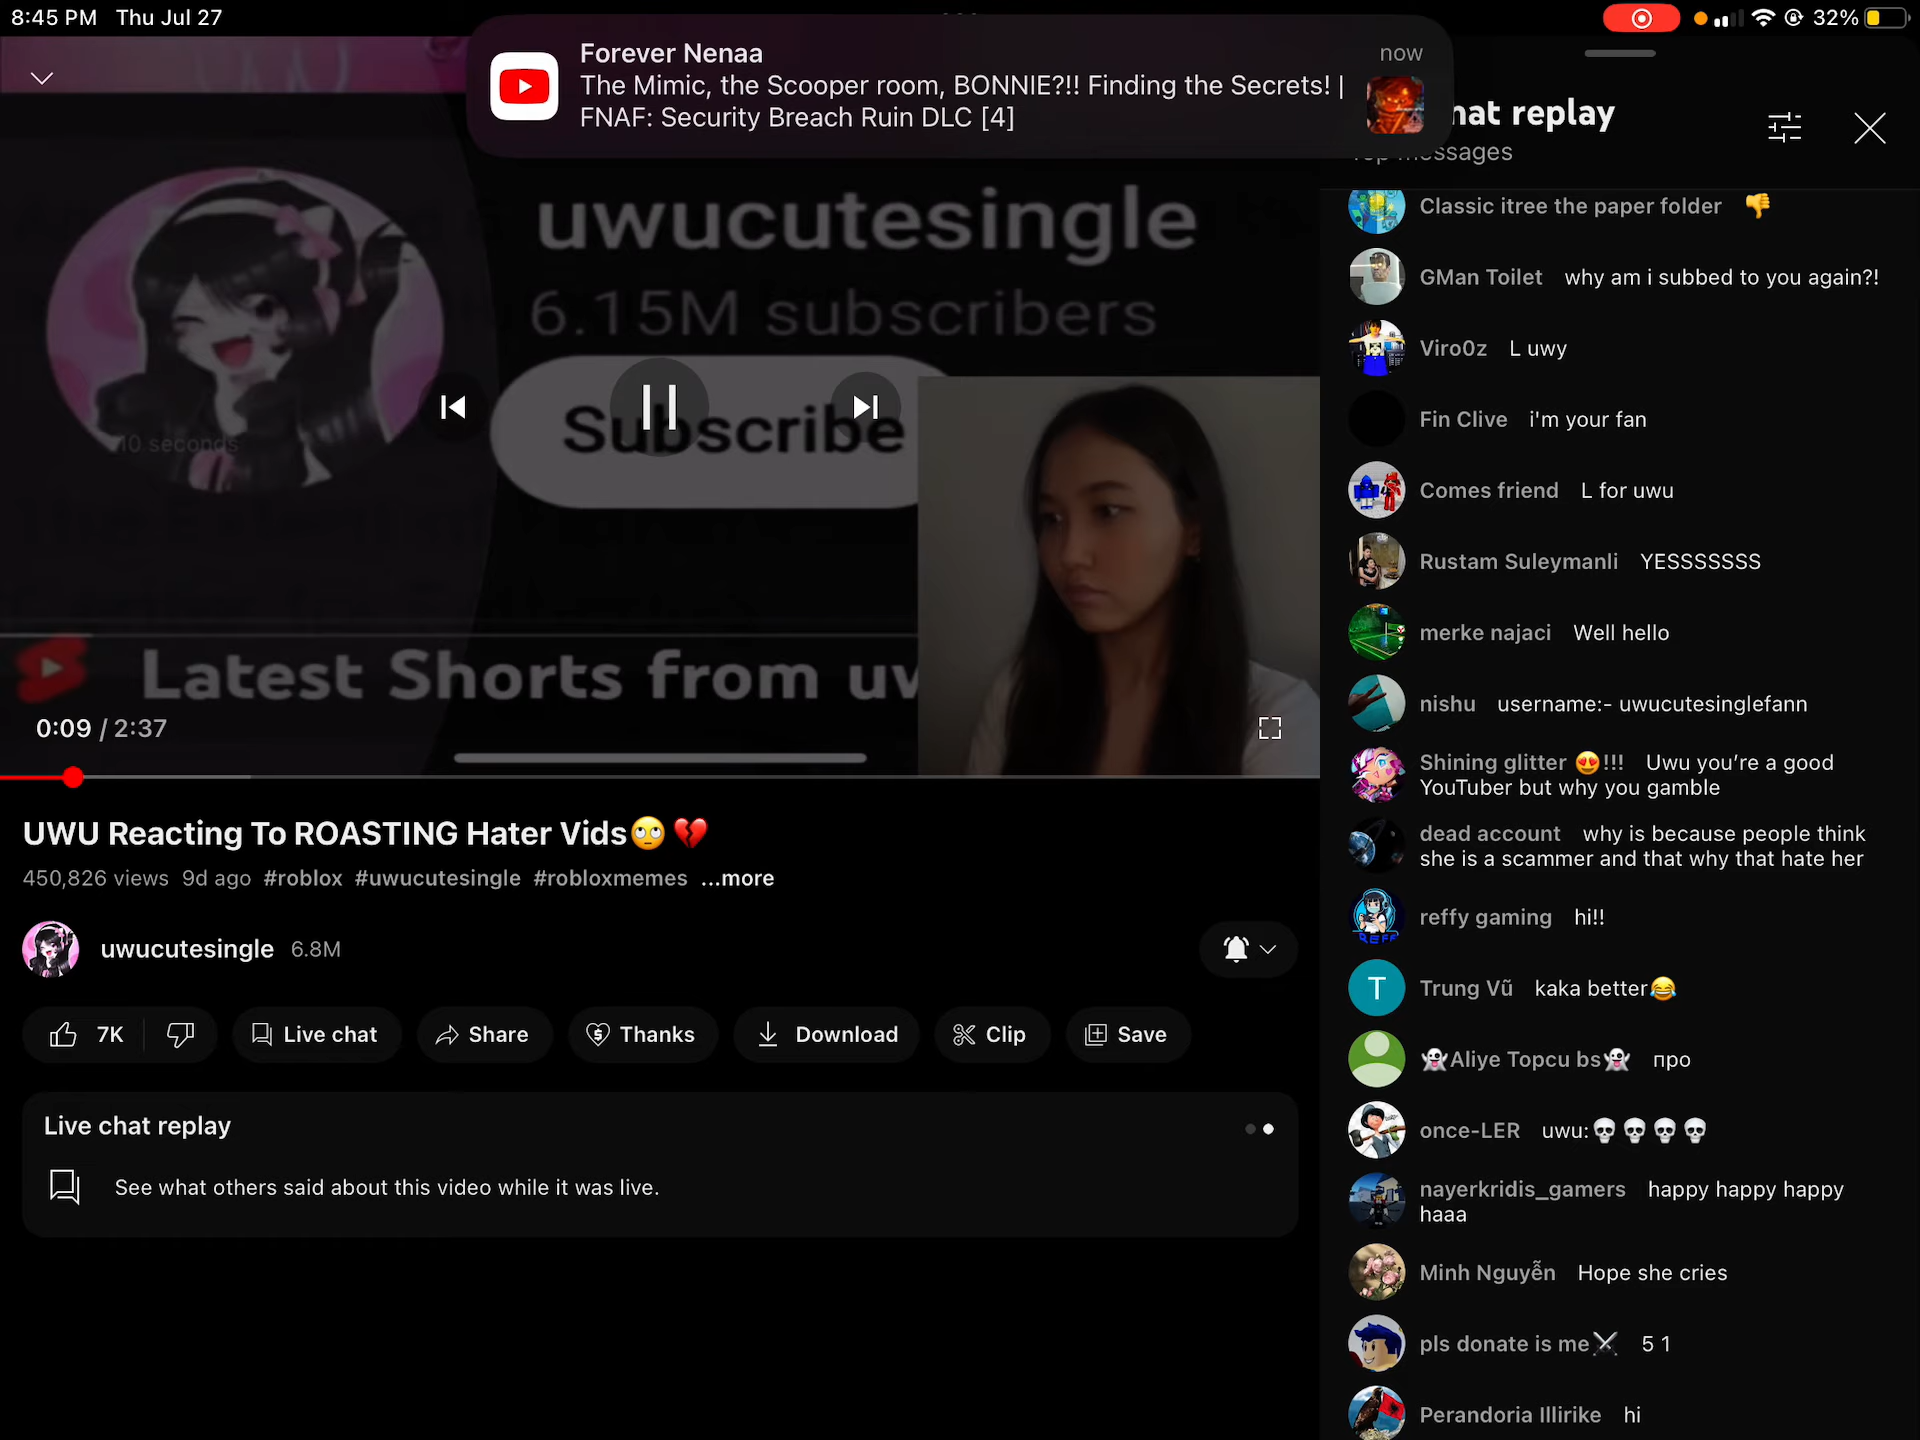 8:45 PM Thu Jul 27
32%
Forever Nenaa
now
The Mimic, the Scooper room, BONNIE?!! Finding the Secrets! |
FNAF: Security Breach Ruin DLC [4]
uwucutesingle
6.15M subscribers
Subscribe
10 seconds
Latest Shorts from uw
0:09 / 2:37
UWU Reacting To ROASTING Hater Vids🙄 💔
450,826 views 9d ago #roblox #uwucutesingle #robloxmemes ...more
uwucutesingle 6.8M
7K
Live chat
Share
Thanks
Download
Clip
Save
Live chat replay
See what others said about this video while it was live.
hat replay
Top messages
Classic itree the paper folder 👎
GMan Toilet why am i subbed to you again?!
Viro0z L uwy
Fin Clive i'm your fan
Comes friend L for uwu
Rustam Suleymanli YESSSSSSS
merke najaci Well hello
nishu username:- uwucutesinglefann
Shining glitter 😍!!! Uwu you’re a good
YouTuber but why you gamble
dead account why is because people think
she is a scammer and that why that hate her
reffy gaming hi!!
REFF
T
Trung Vũ kaka better😂
👻Aliye Topcu bs👻 про
once-LER uwu:💀💀💀💀
nayerkridis_gamers happy happy happy
haaa
Minh Nguyễn Hope she cries
pls donate is me⚔ 5 1
Perandoria Illirike hi